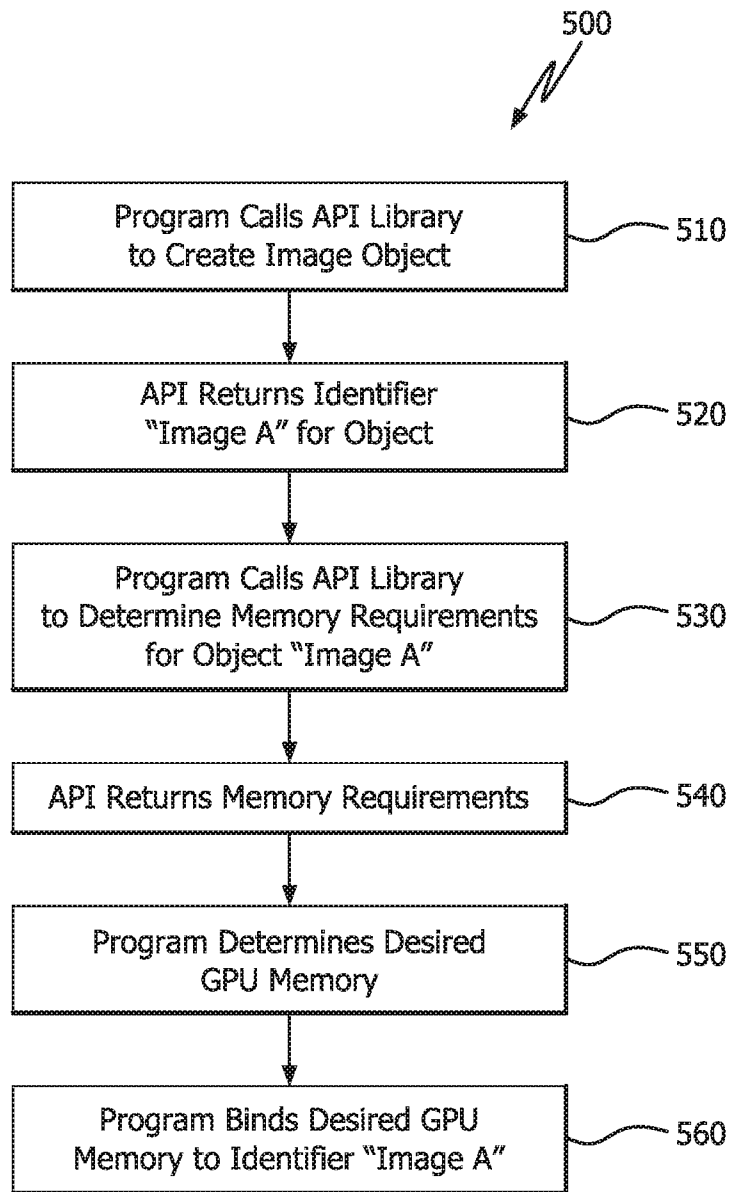 500
Program Calls API Library
to Create Image Object
510
API Returns Identifier
“Image A” for Object
520
Program Calls API Library
to Determine Memory Requirements
for Object “Image A”
530
API Returns Memory Requirements
540
Program Determines Desired
GPU Memory
550
Program Binds Desired GPU
Memory to Identifier “Image A”
560